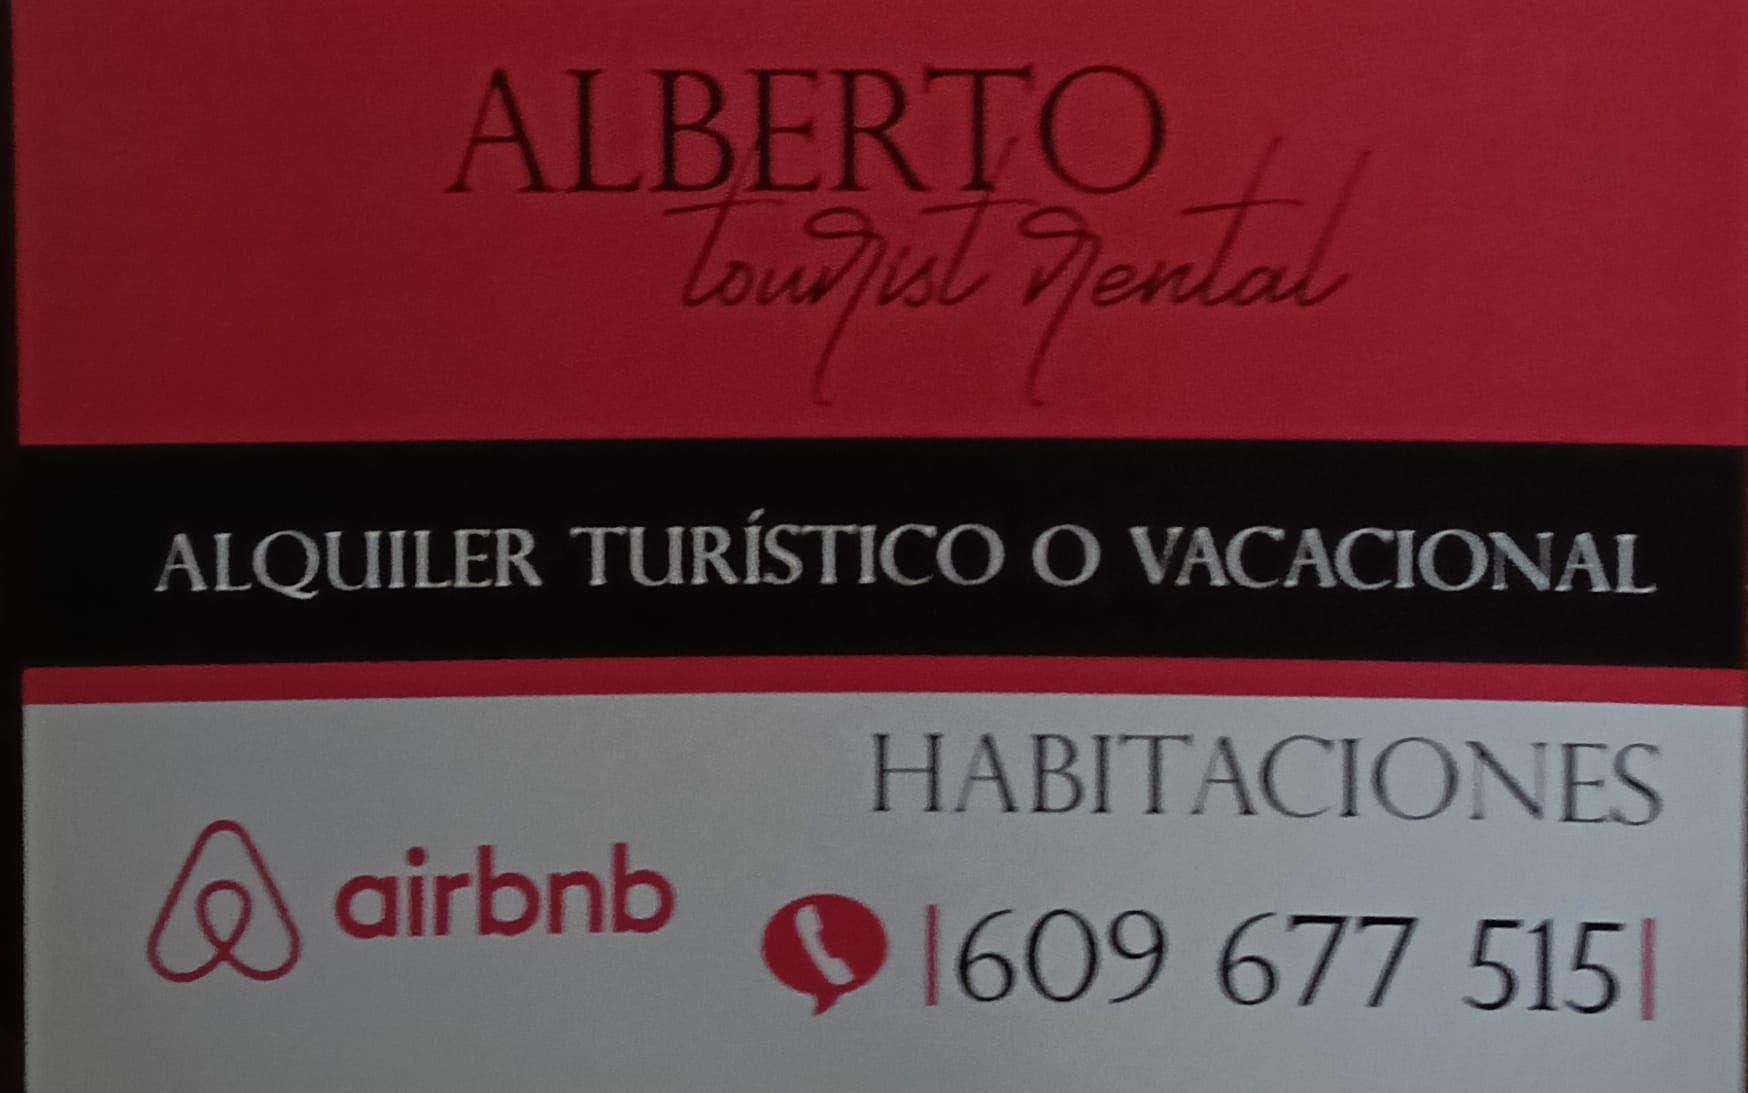 ALBERTO
tourist rental
ALQUILER TURÍSTICO O VACACIONAL
HABITACIONES
airbnb
|609 677 515|